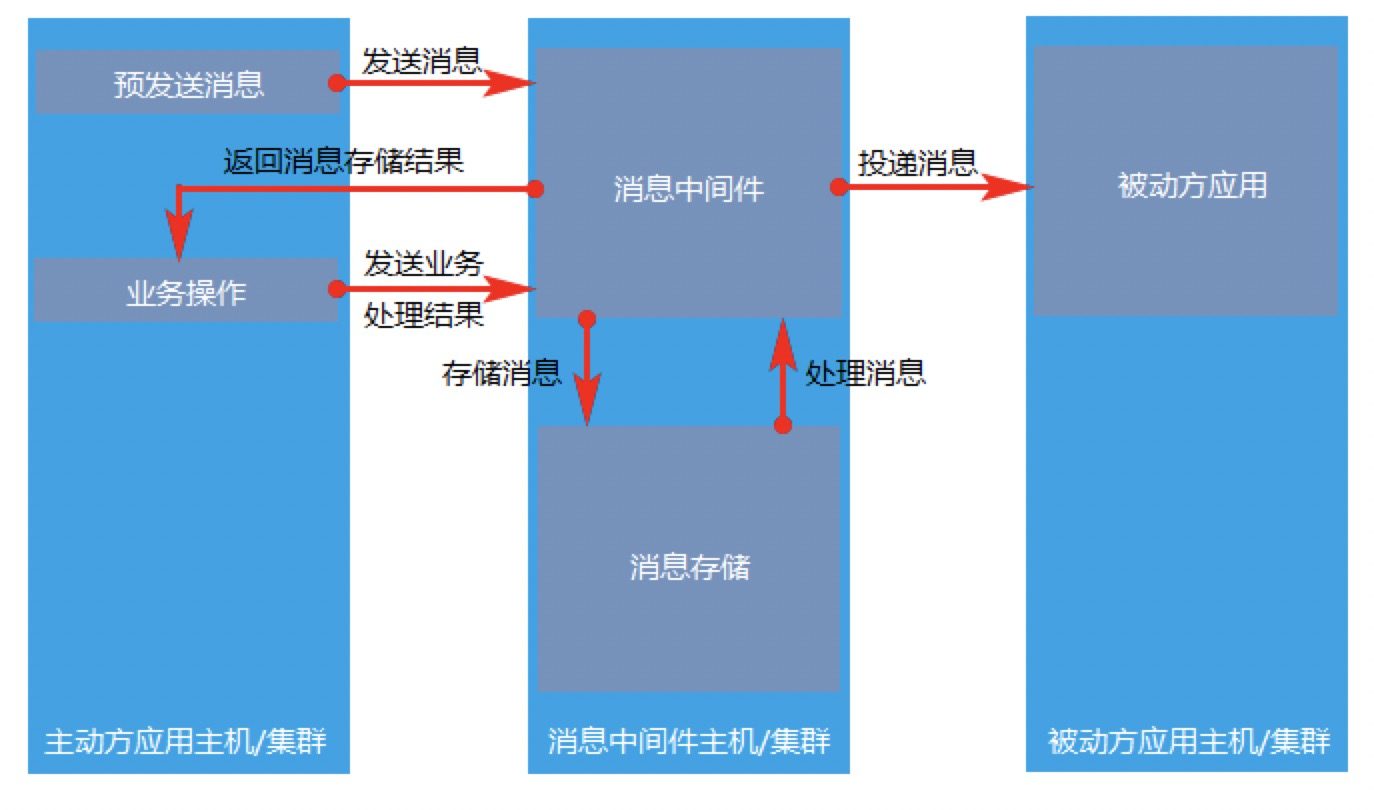 预发送消息
发送消息
返回消息存储结果
消息中间件
投递消息
被动方应用
业务操作
发送业务
处理结果
存储消息
处理消息
消息存储
主动方应用主机/集群
消息中间件主机/集群
被动方应用主机/集群